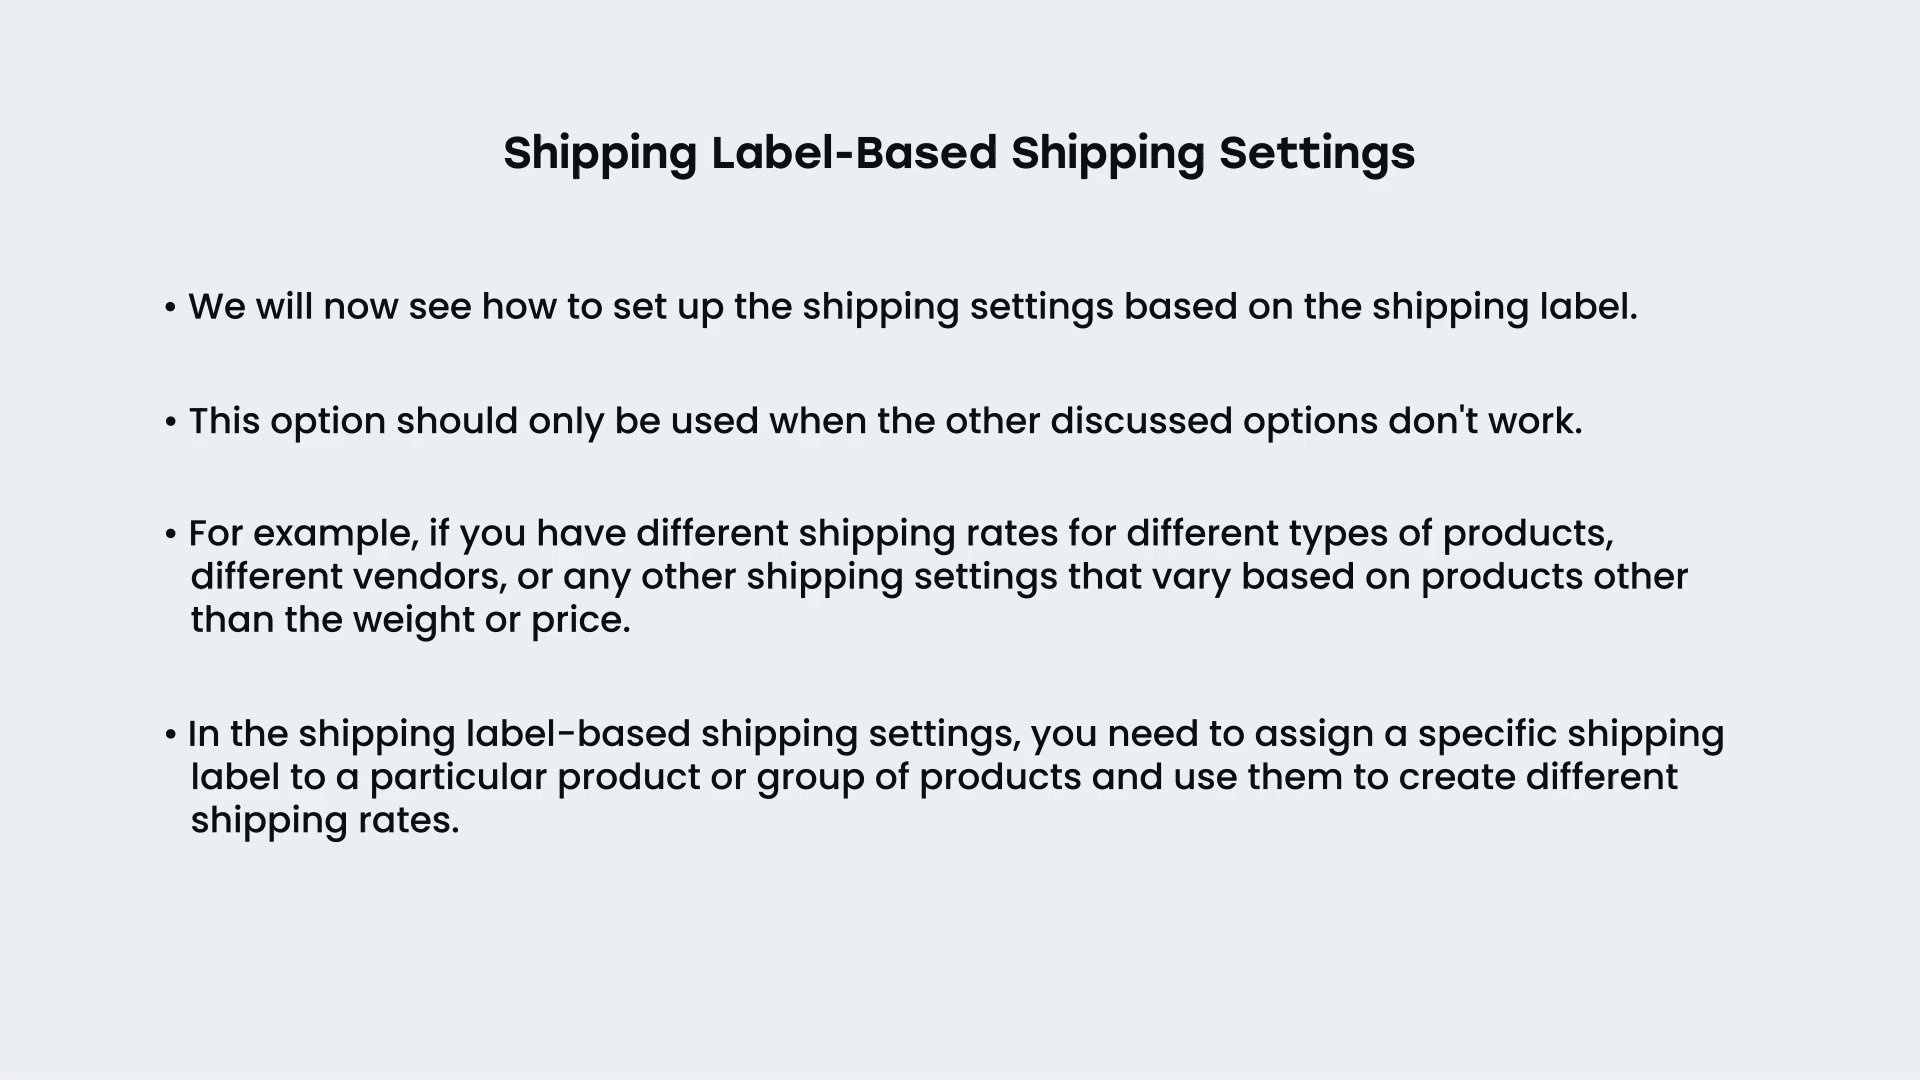 Shipping Label-Based Shipping Settings
• We will now see how to set up the shipping settings based on the shipping label.
• This option should only be used when the other discussed options don't work.
• For example, if you have different shipping rates for different types of products,
different vendors, or any other shipping settings that vary based on products other
than the weight or price.
• In the shipping label-based shipping settings, you need to assign a specific shipping
label to a particular product or group of products and use them to create different
shipping rates.